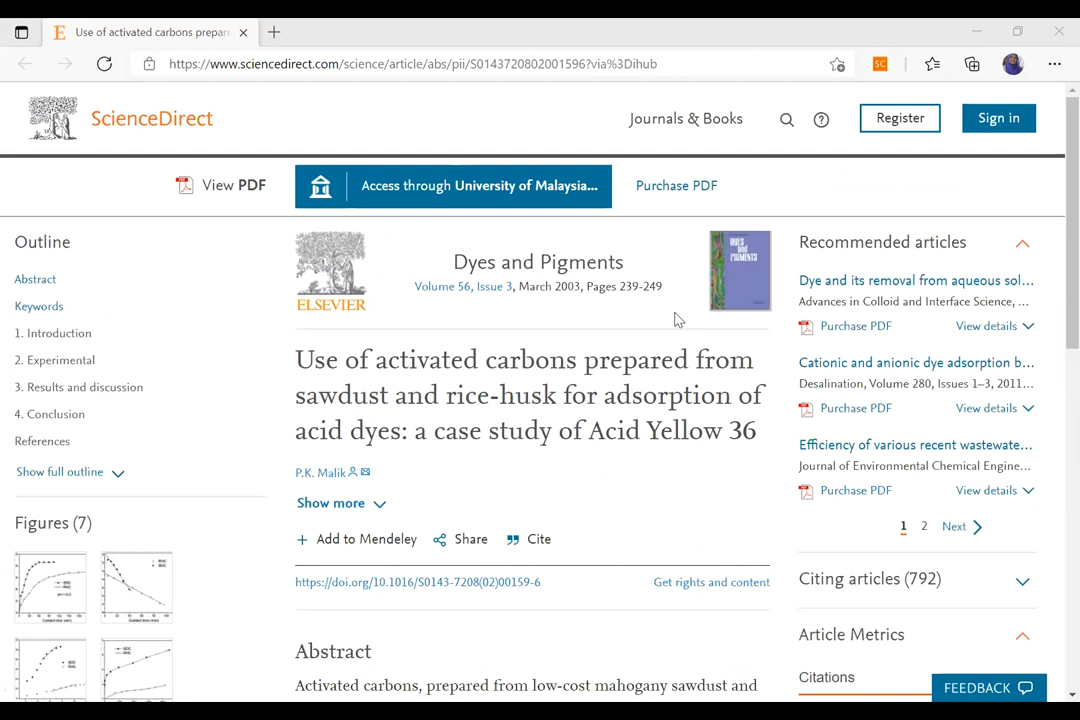 Use of activated carbons prepar
https://www.sciencedirect.com/science/article/abs/pii/S0143720802001596?via%3Dihub
SC
ScienceDirect
Journals & Books
Register
Sign in
View PDF
Access through University of Malaysia...
Purchase PDF
Outline
Abstract
Keywords
1. Introduction
2. Experimental
3. Results and discussion
4. Conclusion
References
Show full outline
Figures (7)
ELSEVIER
Dyes and Pigments
Volume 56, Issue 3, March 2003, Pages 239-249
DYES and PIGMENTS
Use of activated carbons prepared from
sawdust and rice-husk for adsorption of
acid dyes: a case study of Acid Yellow 36
P.K. Malik
Show more
Add to Mendeley
Share
Cite
https://doi.org/10.1016/S0143-7208(02)00159-6
Get rights and content
Abstract
Activated carbons, prepared from low-cost mahogany sawdust and
Recommended articles
Dye and its removal from aqueous sol...
Advances in Colloid and Interface Science, ...
Purchase PDF
View details
Cationic and anionic dye adsorption b...
Desalination, Volume 280, Issues 1–3, 2011...
Purchase PDF
View details
Efficiency of various recent wastewate...
Journal of Environmental Chemical Engine...
Purchase PDF
View details
1 2 Next
Citing articles (792)
Article Metrics
Citations
FEEDBACK